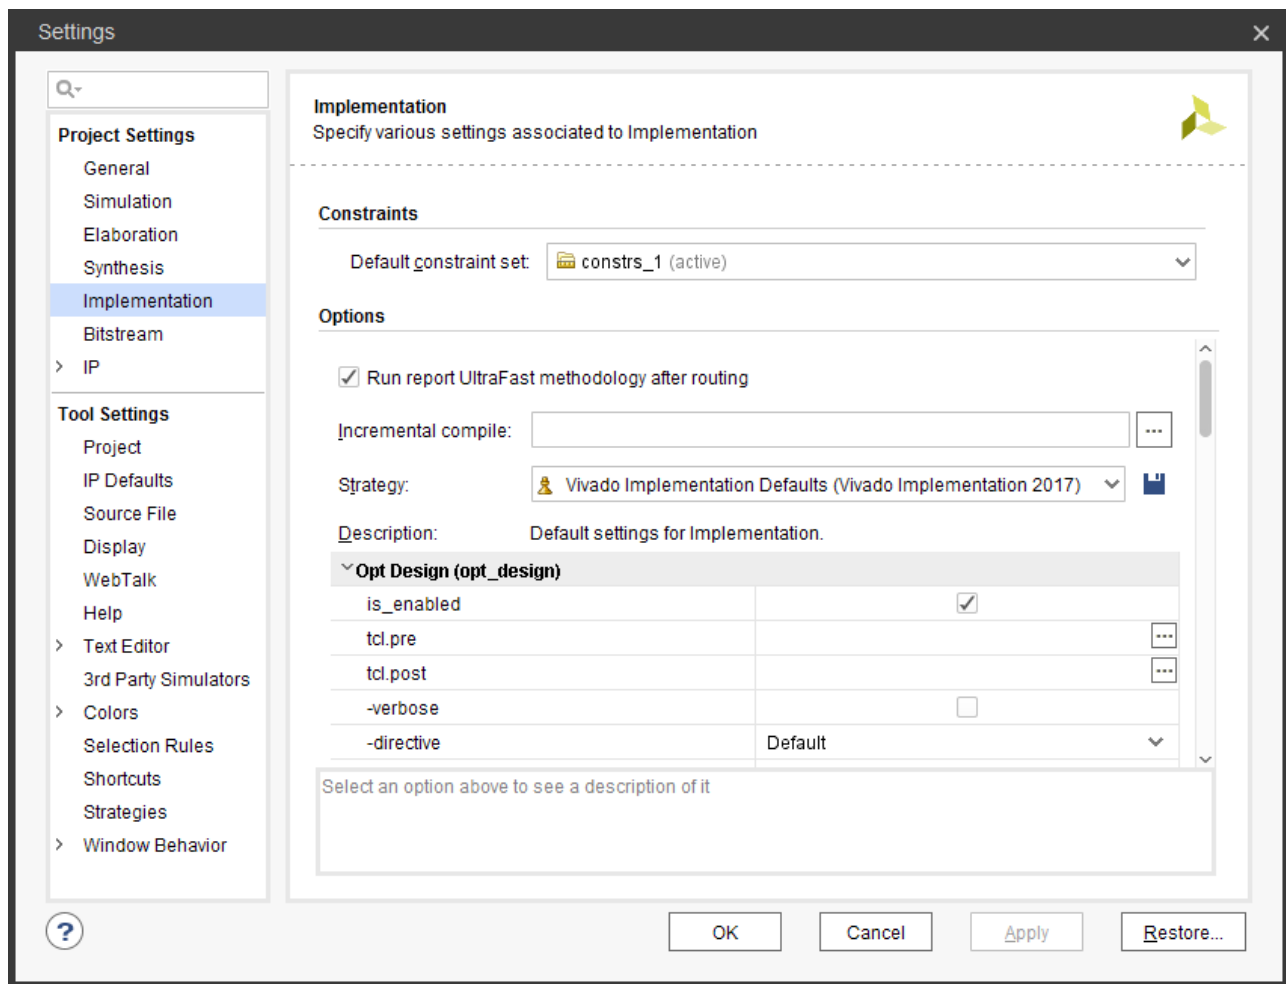 Settings
Project Settings
General
Simulation
Elaboration
Synthesis
Implementation
Bitstream
IP
Tool Settings
Project
IP Defaults
Source File
Display
WebTalk
Help
Text Editor
3rd Party Simulators
Colors
Selection Rules
Shortcuts
Strategies
Window Behavior
Implementation
Specify various settings associated to Implementation
Constraints
Default constraint set: constrs_1 (active)
Options
Run report UltraFast methodology after routing
Incremental compile: ...
Strategy: Vivado Implementation Defaults (Vivado Implementation 2017)
Description: Default settings for Implementation.
Opt Design (opt_design)
is_enabled
tcl.pre ...
tcl.post ...
-verbose
-directive Default
Select an option above to see a description of it
? OK Cancel Apply Restore...